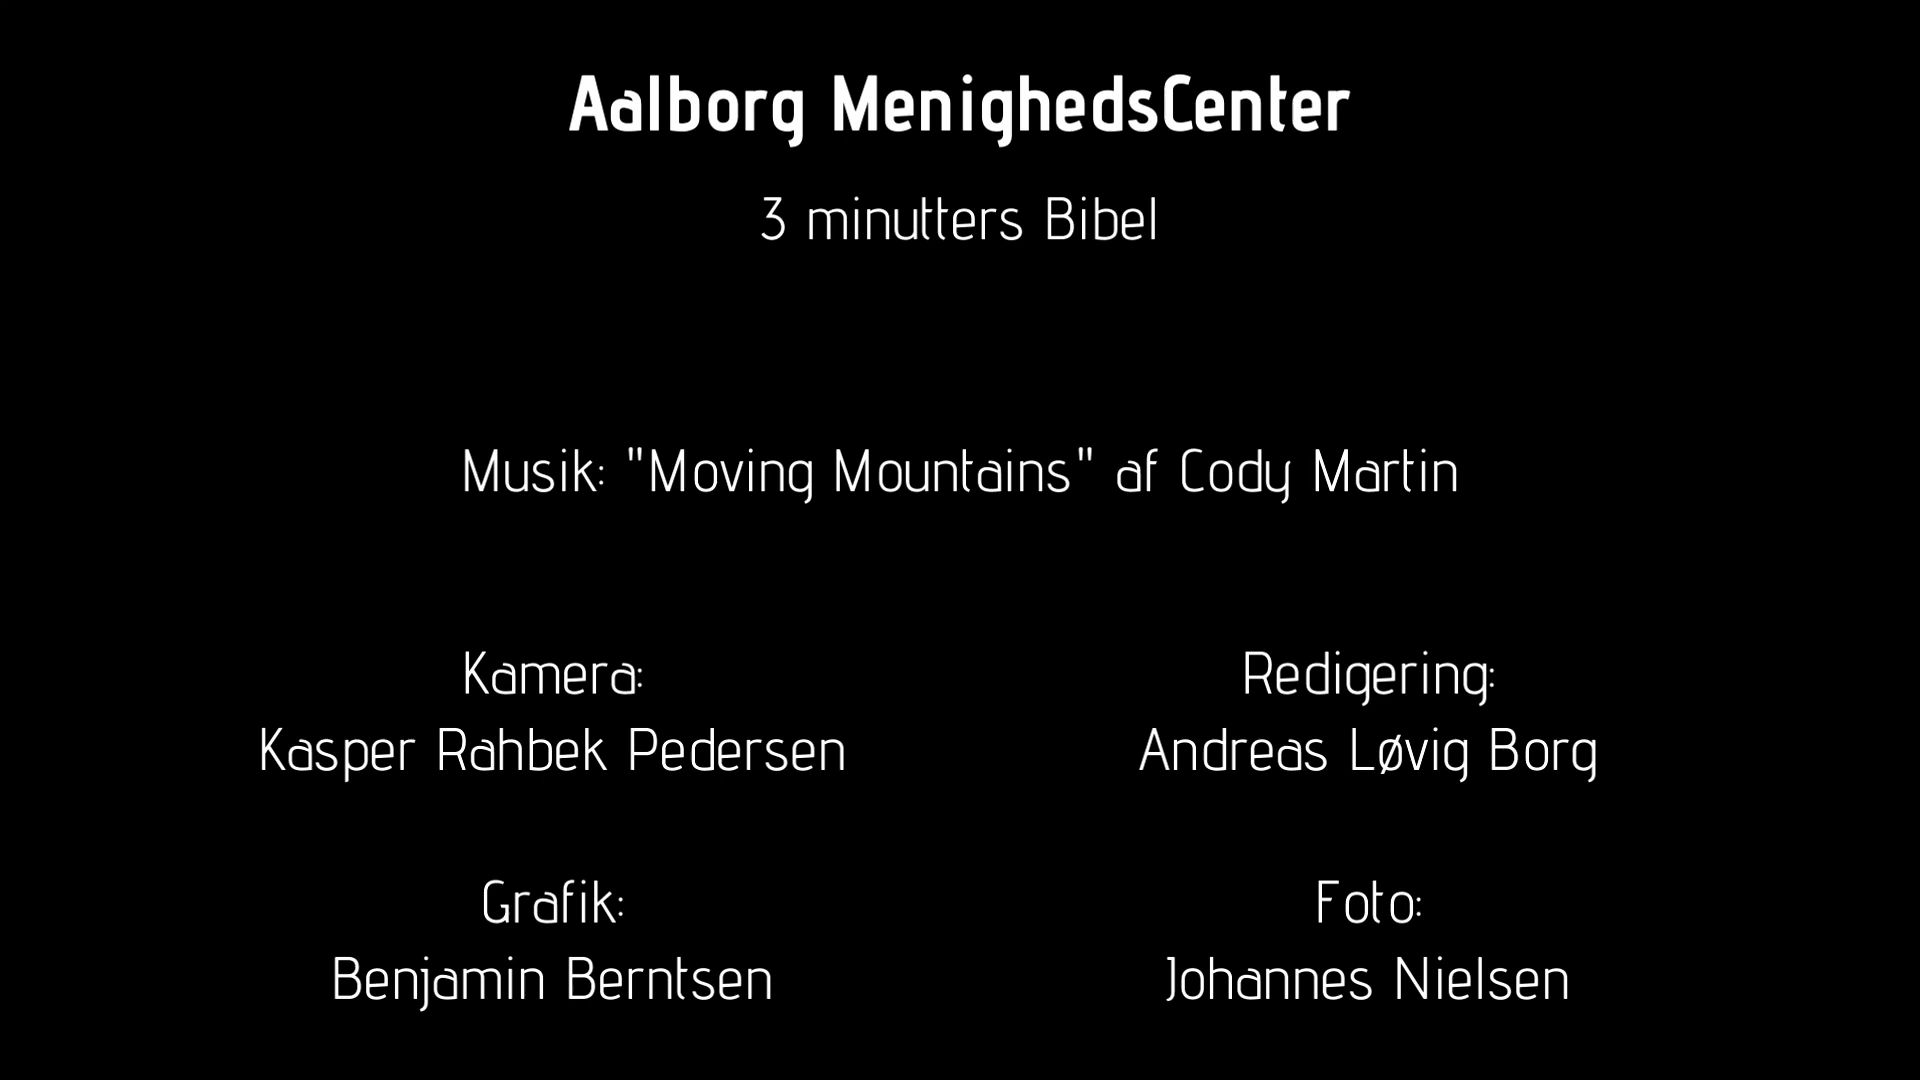 Aalborg MenighedsCenter
3 minutters Bibel
Musik: "Moving Mountains" af Cody Martin
Kamera:
Kasper Rahbek Pedersen
Redigering:
Andreas Løvig Borg
Grafik:
Benjamin Berntsen
Foto:
Johannes Nielsen